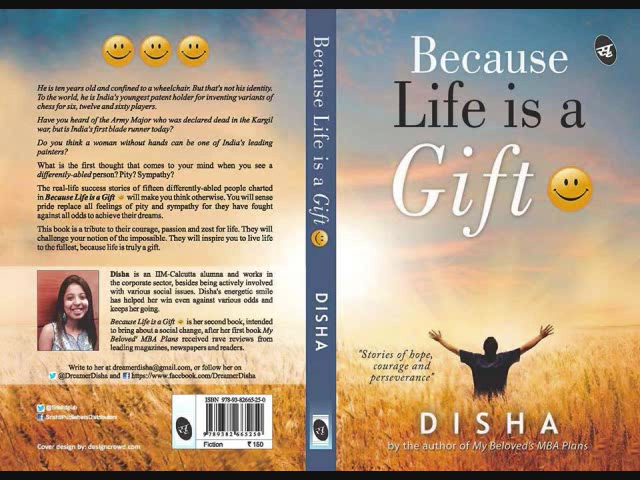 He is ten years old and confined to a wheelchair. But that's not his identity.
To the world, he is India's youngest patent holder for inventing variants of
chess for six, twelve and sixty players.
Have you heard of the Army Major who was declared dead in the Kargil
war, but is India's first blade runner today?
Do you think a woman without hands can be one of India's leading
painters?
What is the first thought that comes to your mind when you see a
differently-abled person? Pity? Sympathy?
The real-life success stories of fifteen differently-abled people charted
in Because Life is a Gift will make you think otherwise. You will sense
pride replace all feelings of pity and sympathy for they have fought
against all odds to achieve their dreams.
This book is a tribute to their courage, passion and zest for life. They will
challenge your notion of the impossible. They will inspire you to live life
to the fullest, because life is truly a gift.
Disha is an IIM-Calcutta alumna and works in
the corporate sector, besides being actively involved
with various social issues. Disha's energetic smile
has helped her win even against various odds and
keeps her going.
Because Life is a Gift is her second book, intended
to bring about a social change, after her first book My
Beloved' MBA Plans received rave reviews from
leading magazines, newspapers and readers.
Write to her at dreamerdisha@gmail.com, or follow her on
@DreamerDisha and https://www.facebook.com/DreamerDisha
@Srishtipub
SrishtiPublishersDistributors
Cover design by: designcrowd.com
ISBN 978-93-82665-25-0
9 789382 665250
Fiction ₹ 150
Because Life is a Gift
DISHA
Because
Life is a
Gift
"Stories of hope,
courage and
perseverance"
DISHA
by the author of My Beloved's MBA Plans